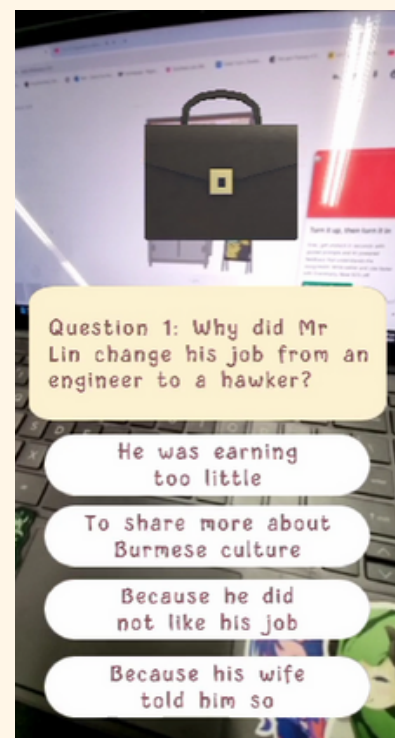 Turn it up, then turn it in
Question 1: Why did Mr
Lin change his job from an
engineer to a hawker?
He was earning
too little
To share more about
Burmese culture
Because he did
not like his job
Because his wife
told him so